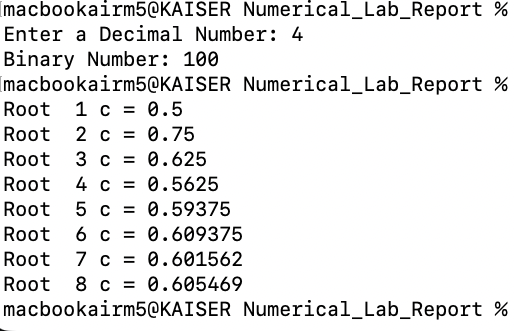 macbookairm5@KAISER Numerical_Lab_Report %
Enter a Decimal Number: 4
Binary Number: 100
macbookairm5@KAISER Numerical_Lab_Report %
Root  1 c = 0.5
Root  2 c = 0.75
Root  3 c = 0.625
Root  4 c = 0.5625
Root  5 c = 0.59375
Root  6 c = 0.609375
Root  7 c = 0.601562
Root  8 c = 0.605469
macbookairm5@KAISER Numerical_Lab_Report %